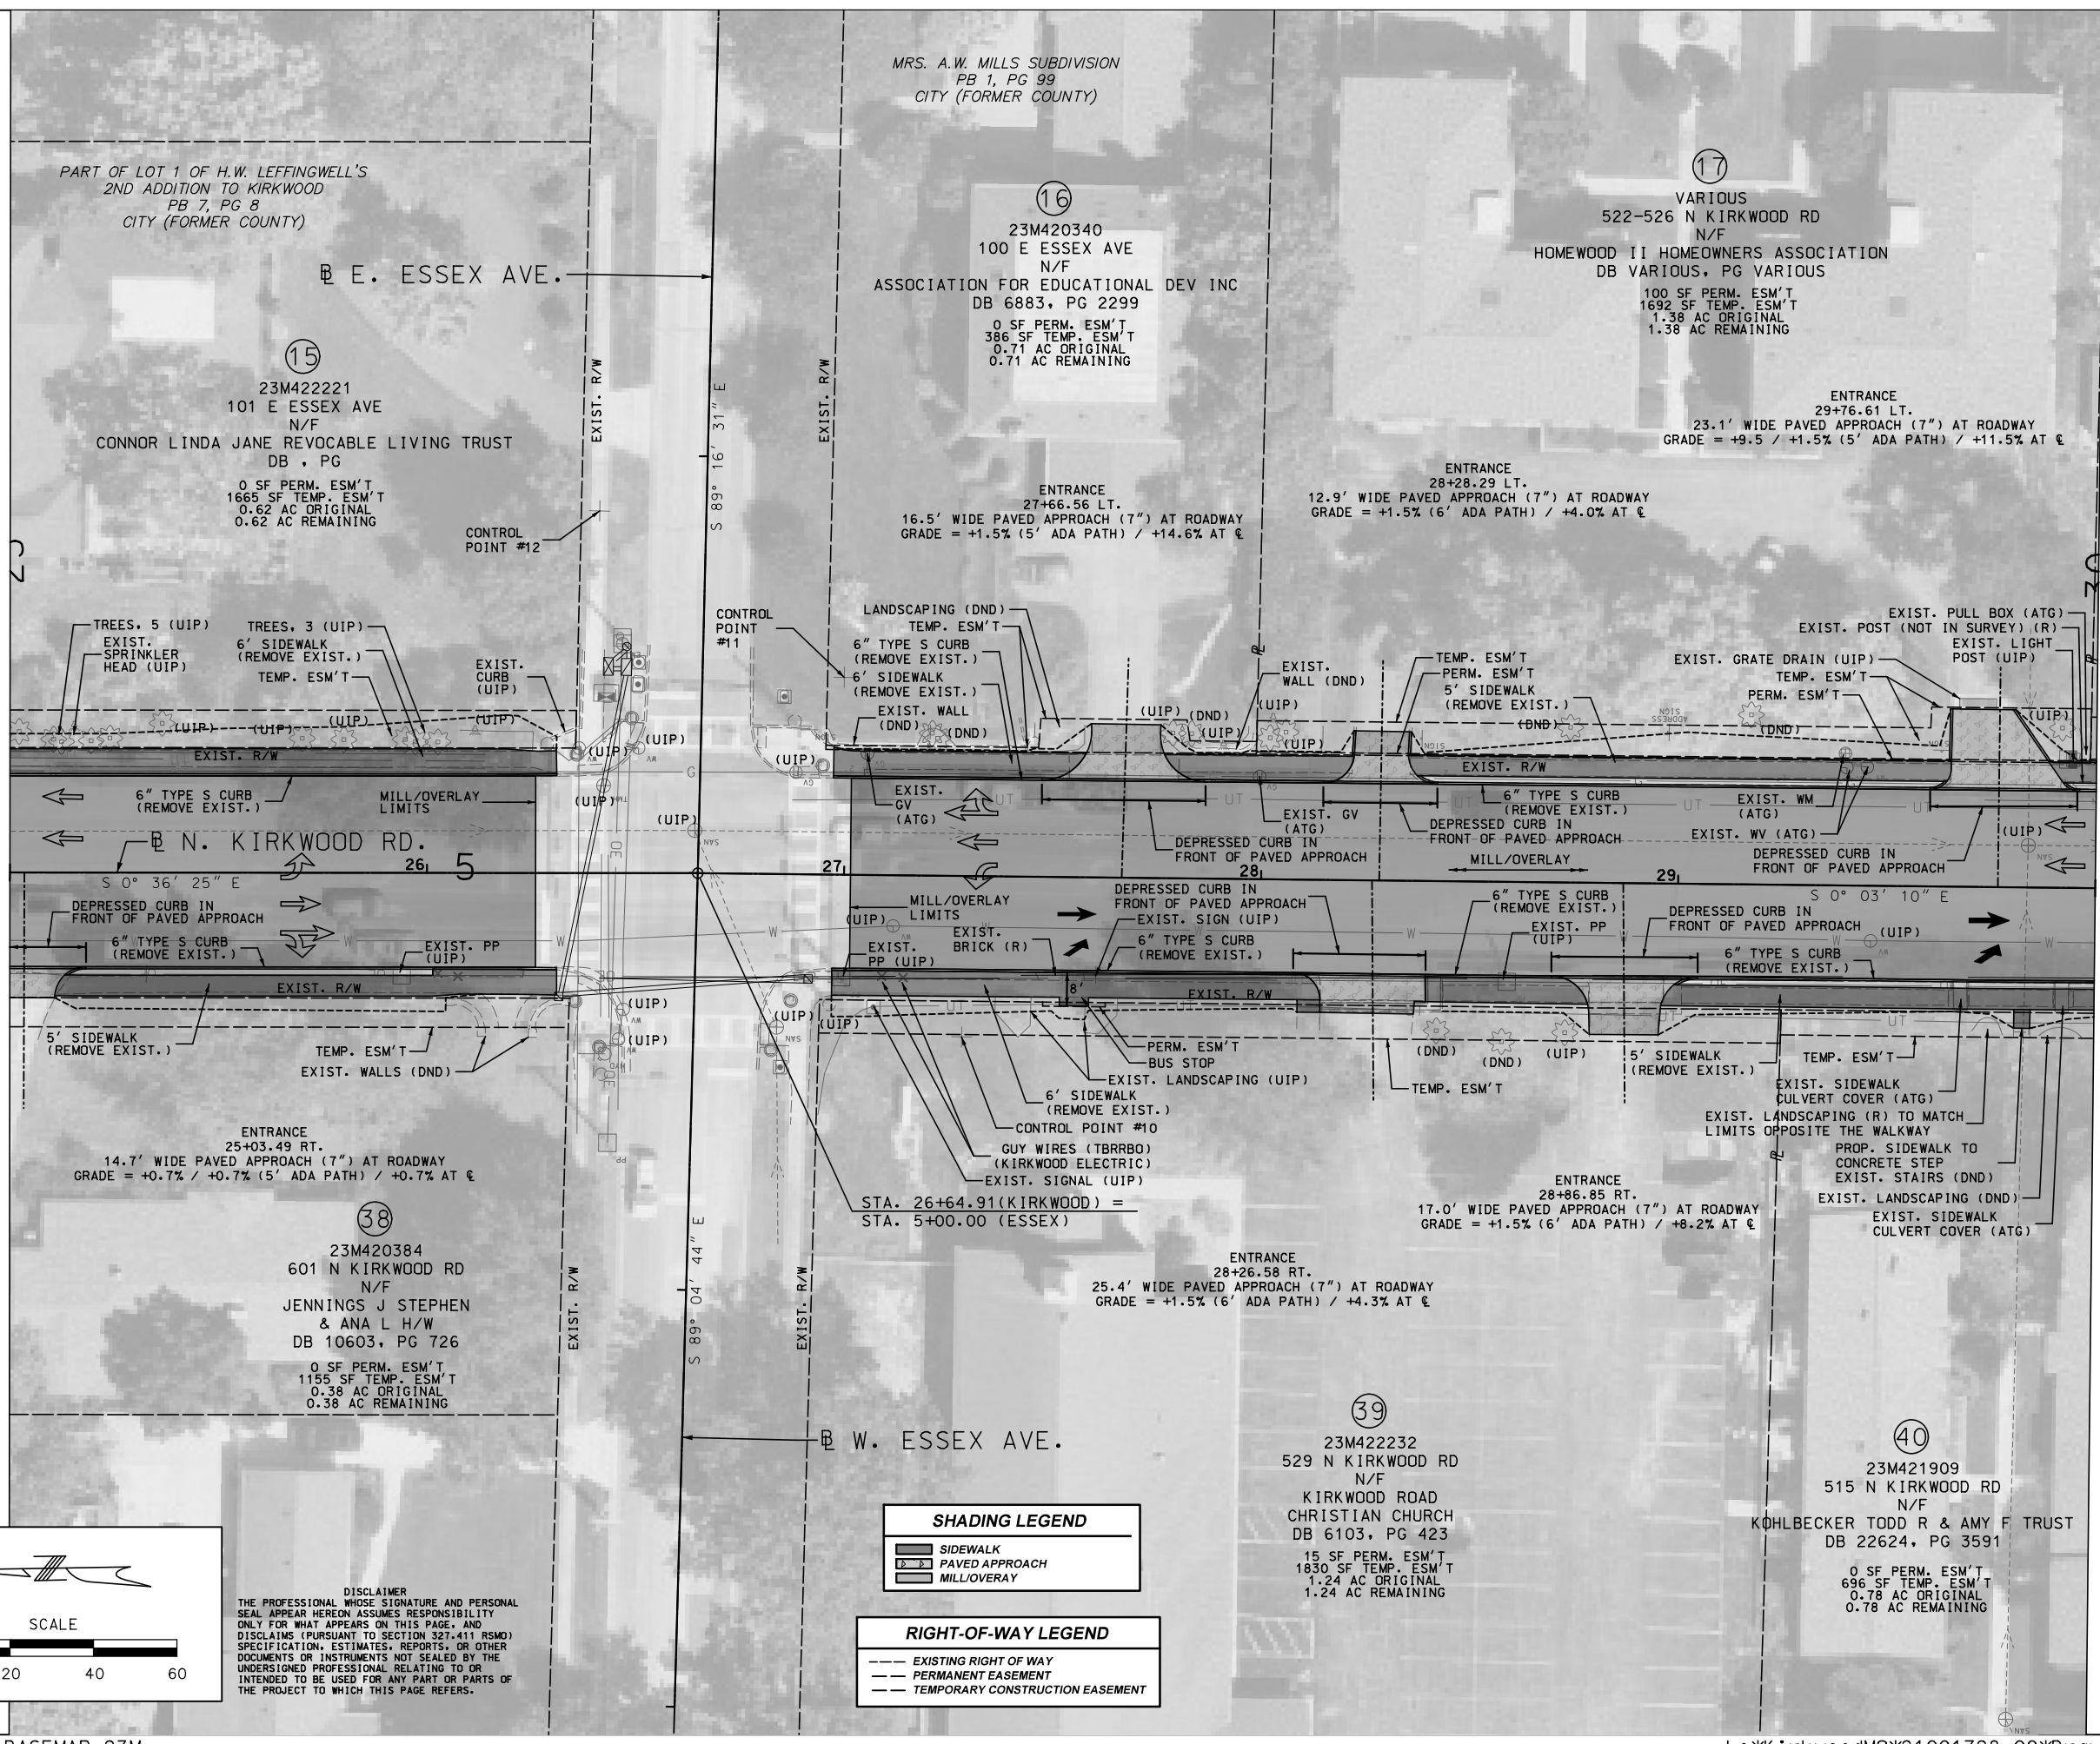 MRS. A.W. MILLS SUBDIVISION
PB 1, PG 99
CITY (FORMER COUNTY)
PART OF LOT 1 OF H.W. LEFFINGWELL'S
2ND ADDITION TO KIRKWOOD
PB 7, PG 8
CITY (FORMER COUNTY)
℄ E. ESSEX AVE.
15
23M422221
101 E ESSEX AVE
N/F
CONNOR LINDA JANE REVOCABLE LIVING TRUST
DB , PG
0 SF PERM. ESM'T
1665 SF TEMP. ESM'T
0.62 AC ORIGINAL
0.62 AC REMAINING
16
23M420340
100 E ESSEX AVE
N/F
ASSOCIATION FOR EDUCATIONAL DEV INC
DB 6883, PG 2299
0 SF PERM. ESM'T
386 SF TEMP. ESM'T
0.71 AC ORIGINAL
0.71 AC REMAINING
17
VARIOUS
522-526 N KIRKWOOD RD
N/F
HOMEWOOD II HOMEOWNERS ASSOCIATION
DB VARIOUS, PG VARIOUS
100 SF PERM. ESM'T
1692 SF TEMP. ESM'T
1.38 AC ORIGINAL
1.38 AC REMAINING
ENTRANCE
29+76.61 LT.
23.1' WIDE PAVED APPROACH (7") AT ROADWAY
GRADE = +9.5 / +1.5% (5' ADA PATH) / +11.5% AT ℄
ENTRANCE
28+28.29 LT.
12.9' WIDE PAVED APPROACH (7") AT ROADWAY
GRADE = +1.5% (6' ADA PATH) / +4.0% AT ℄
ENTRANCE
27+66.56 LT.
16.5' WIDE PAVED APPROACH (7") AT ROADWAY
GRADE = +1.5% (5' ADA PATH) / +14.6% AT ℄
EXIST. R/W
EXIST. R/W
S 89° 16' 31" E
CONTROL
POINT #12
CONTROL
POINT
#11
TREES, 5 (UIP)
EXIST.
SPRINKLER
HEAD (UIP)
TREES, 3 (UIP)
6' SIDEWALK
(REMOVE EXIST.)
TEMP. ESM'T
EXIST.
CURB
(UIP)
LANDSCAPING (DND)
TEMP. ESM'T
6" TYPE S CURB
(REMOVE EXIST.)
6' SIDEWALK
(REMOVE EXIST.)
EXIST. WALL
(DND)
EXIST.
WALL (DND)
TEMP. ESM'T
PERM. ESM'T
5' SIDEWALK
(REMOVE EXIST.)
EXIST. PULL BOX (ATG)
EXIST. POST (NOT IN SURVEY) (R)
EXIST. LIGHT
POST (UIP)
EXIST. GRATE DRAIN (UIP)
TEMP. ESM'T
PERM. ESM'T
(UIP)
(UIP)
(UIP)
(UIP)
(UIP)
(UIP)
(UIP)
(DND)
(UIP)
(DND)
(UIP)
(UIP)
(DND)
(DND)
(UIP)
EXIST. R/W
EXIST. R/W
6" TYPE S CURB
(REMOVE EXIST.)
MILL/OVERLAY
LIMITS
(UIP)
(UIP)
EXIST.
GV
(ATG)
EXIST. GV
(ATG)
DEPRESSED CURB IN
FRONT OF PAVED APPROACH
6" TYPE S CURB
(REMOVE EXIST.)
DEPRESSED CURB IN
FRONT OF PAVED APPROACH
MILL/OVERLAY
EXIST. WM
(ATG)
EXIST. WV (ATG)
(UIP)
DEPRESSED CURB IN
FRONT OF PAVED APPROACH
℄ N. KIRKWOOD RD.
26
5
27
28
29
30
S 0° 36' 25" E
S 0° 03' 10" E
DEPRESSED CURB IN
FRONT OF PAVED APPROACH
6" TYPE S CURB
(REMOVE EXIST.)
EXIST. PP
(UIP)
MILL/OVERLAY
LIMITS
(UIP)
EXIST.
PP (UIP)
EXIST.
BRICK (R)
DEPRESSED CURB IN
FRONT OF PAVED APPROACH
EXIST. SIGN (UIP)
6" TYPE S CURB
(REMOVE EXIST.)
6" TYPE S CURB
(REMOVE EXIST.)
EXIST. PP
(UIP)
DEPRESSED CURB IN
FRONT OF PAVED APPROACH
(UIP)
6" TYPE S CURB
(REMOVE EXIST.)
EXIST. R/W
8'
EXIST. R/W
5' SIDEWALK
(REMOVE EXIST.)
TEMP. ESM'T
EXIST. WALLS (DND)
(UIP)
(UIP)
(UIP)
(UIP)
PERM. ESM'T
BUS STOP
EXIST. LANDSCAPING (UIP)
6' SIDEWALK
(REMOVE EXIST.)
CONTROL POINT #10
GUY WIRES (TBRRBO)
(KIRKWOOD ELECTRIC)
EXIST. SIGNAL (UIP)
(DND)
(DND)
(UIP)
TEMP. ESM'T
5' SIDEWALK
(REMOVE EXIST.)
TEMP. ESM'T
EXIST. SIDEWALK
CULVERT COVER (ATG)
EXIST. LANDSCAPING (R) TO MATCH
LIMITS OPPOSITE THE WALKWAY
PROP. SIDEWALK TO
CONCRETE STEP
EXIST. STAIRS (DND)
EXIST. LANDSCAPING (DND)
EXIST. SIDEWALK
CULVERT COVER (ATG)
STA. 26+64.91(KIRKWOOD) =
STA. 5+00.00 (ESSEX)
ENTRANCE
25+03.49 RT.
14.7' WIDE PAVED APPROACH (7") AT ROADWAY
GRADE = +0.7% / +0.7% (5' ADA PATH) / +0.7% AT ℄
ENTRANCE
28+86.85 RT.
17.0' WIDE PAVED APPROACH (7") AT ROADWAY
GRADE = +1.5% (6' ADA PATH) / +8.2% AT ℄
ENTRANCE
28+26.58 RT.
25.4' WIDE PAVED APPROACH (7") AT ROADWAY
GRADE = +1.5% (6' ADA PATH) / +4.3% AT ℄
38
23M420384
601 N KIRKWOOD RD
N/F
JENNINGS J STEPHEN
& ANA L H/W
DB 10603, PG 726
0 SF PERM. ESM'T
1155 SF TEMP. ESM'T
0.38 AC ORIGINAL
0.38 AC REMAINING
EXIST. R/W
EXIST. R/W
S 89° 04' 44" E
℄ W. ESSEX AVE.
39
23M422232
529 N KIRKWOOD RD
N/F
KIRKWOOD ROAD
CHRISTIAN CHURCH
DB 6103, PG 423
15 SF PERM. ESM'T
1830 SF TEMP. ESM'T
1.24 AC ORIGINAL
1.24 AC REMAINING
40
23M421909
515 N KIRKWOOD RD
N/F
KOHLBECKER TODD R & AMY F TRUST
DB 22624, PG 3591
0 SF PERM. ESM'T
696 SF TEMP. ESM'T
0.78 AC ORIGINAL
0.78 AC REMAINING
SHADING LEGEND
SIDEWALK
PAVED APPROACH
MILL/OVERAY
RIGHT-OF-WAY LEGEND
EXISTING RIGHT OF WAY
PERMANENT EASEMENT
TEMPORARY CONSTRUCTION EASEMENT
SCALE
20 40 60
DISCLAIMER
THE PROFESSIONAL WHOSE SIGNATURE AND PERSONAL
SEAL APPEAR HEREON ASSUMES RESPONSIBILITY
ONLY FOR WHAT APPEARS ON THIS PAGE, AND
DISCLAIMS (PURSUANT TO SECTION 327.411 RSMO)
SPECIFICATION, ESTIMATES, REPORTS, OR OTHER
DOCUMENTS OR INSTRUMENTS NOT SEALED BY THE
UNDERSIGNED PROFESSIONAL RELATING TO OR
INTENDED TO BE USED FOR ANY PART OR PARTS OF
THE PROJECT TO WHICH THIS PAGE REFERS.